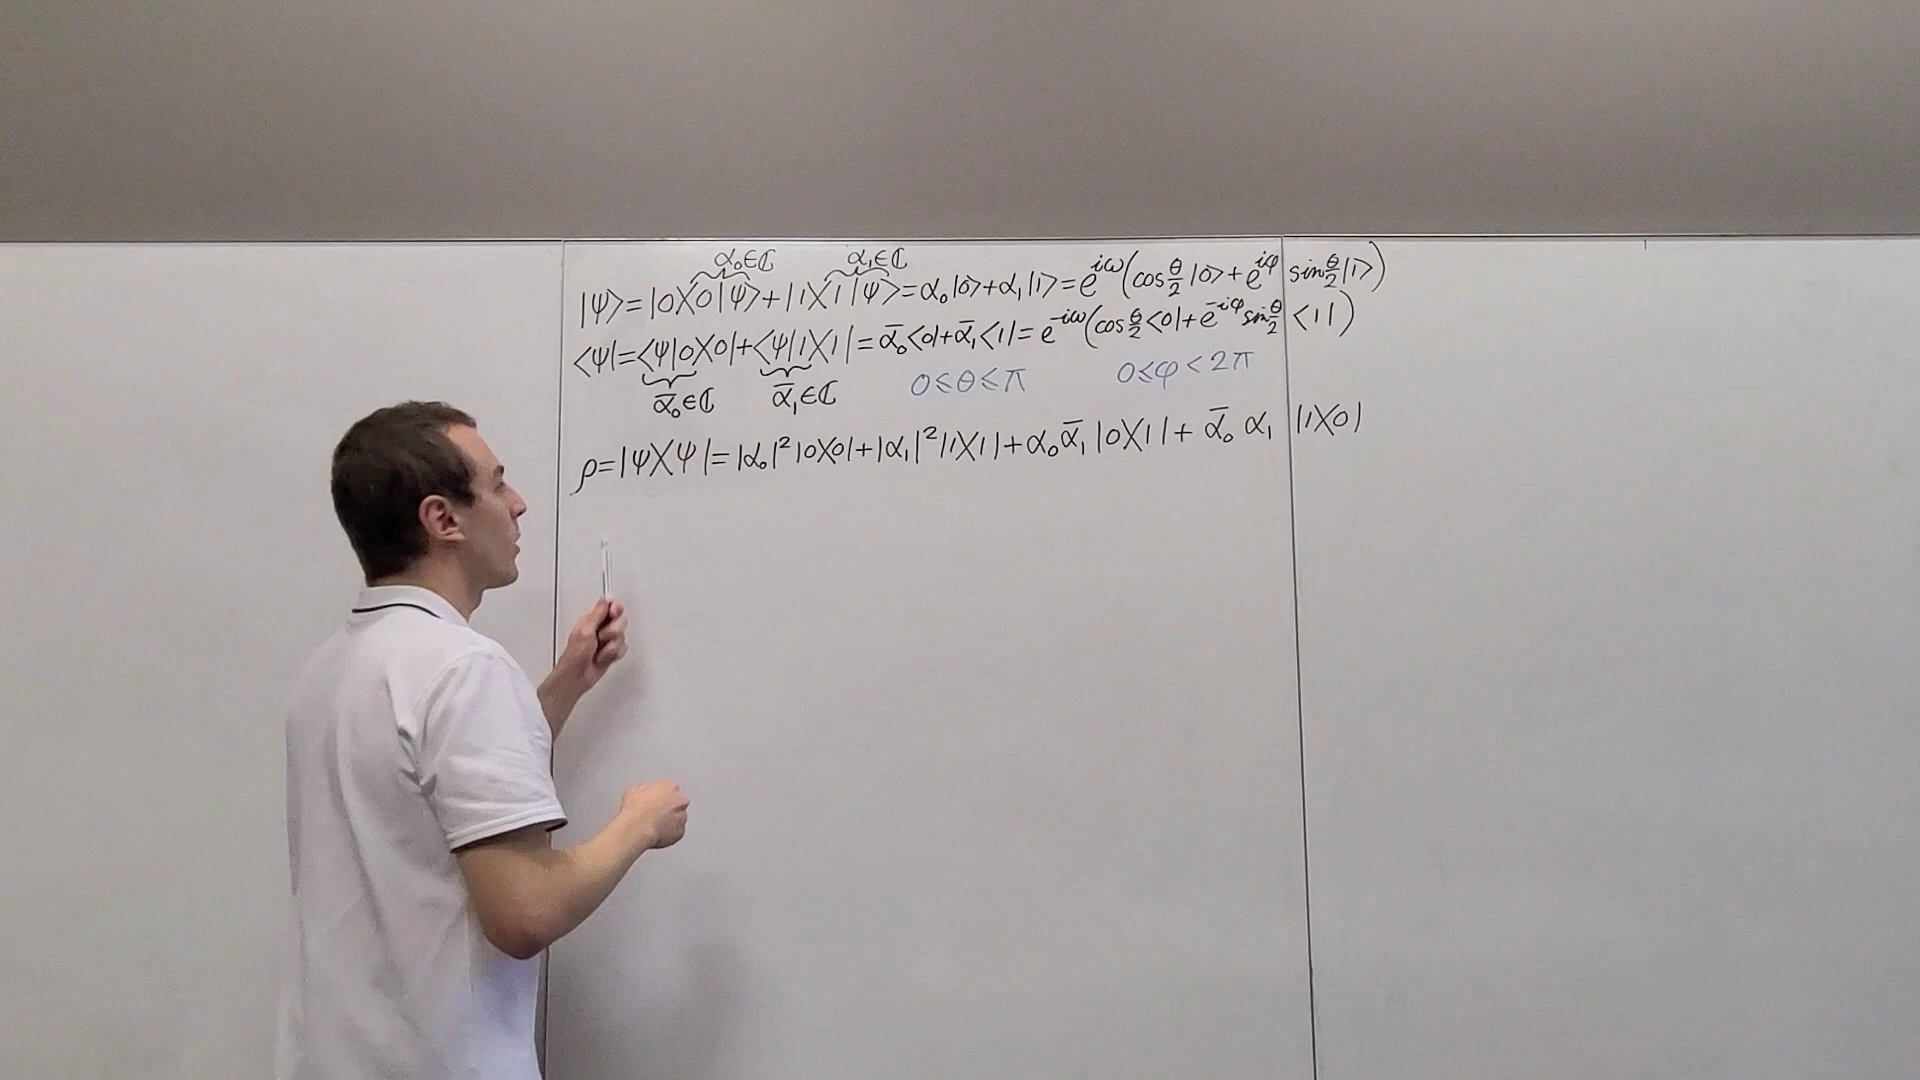 α₀∈ℂ α₁∈ℂ
|ψ⟩=|0⟩⟨0|ψ⟩+|1⟩⟨1|ψ⟩=α₀|0⟩+α₁|1⟩=e^{iω}(cos θ/2 |0⟩+e^{iφ} sin θ/2 |1⟩)
⟨ψ|=⟨ψ|0⟩⟨0|+⟨ψ|1⟩⟨1|=ᾱ₀⟨0|+ᾱ₁⟨1|=e^{-iω}(cos θ/2 ⟨0|+e^{-iφ} sin θ/2 ⟨1|)
ᾱ₀∈ℂ ᾱ₁∈ℂ 0≤θ≤π 0≤φ<2π
ρ=|ψ⟩⟨ψ|=|α₀|²|0⟩⟨0|+|α₁|²|1⟩⟨1|+α₀ᾱ₁|0⟩⟨1|+ᾱ₀α₁|1⟩⟨0|